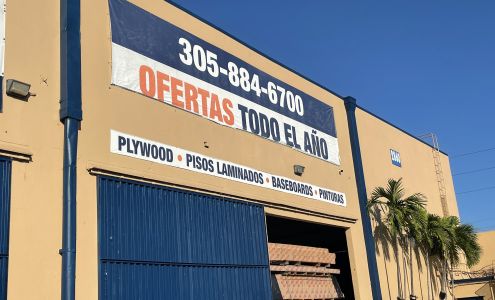 305-884-6700
OFERTAS TODO EL AÑO
PLYWOOD • PISOS LAMINADOS • BASEBOARDS • PINTURAS